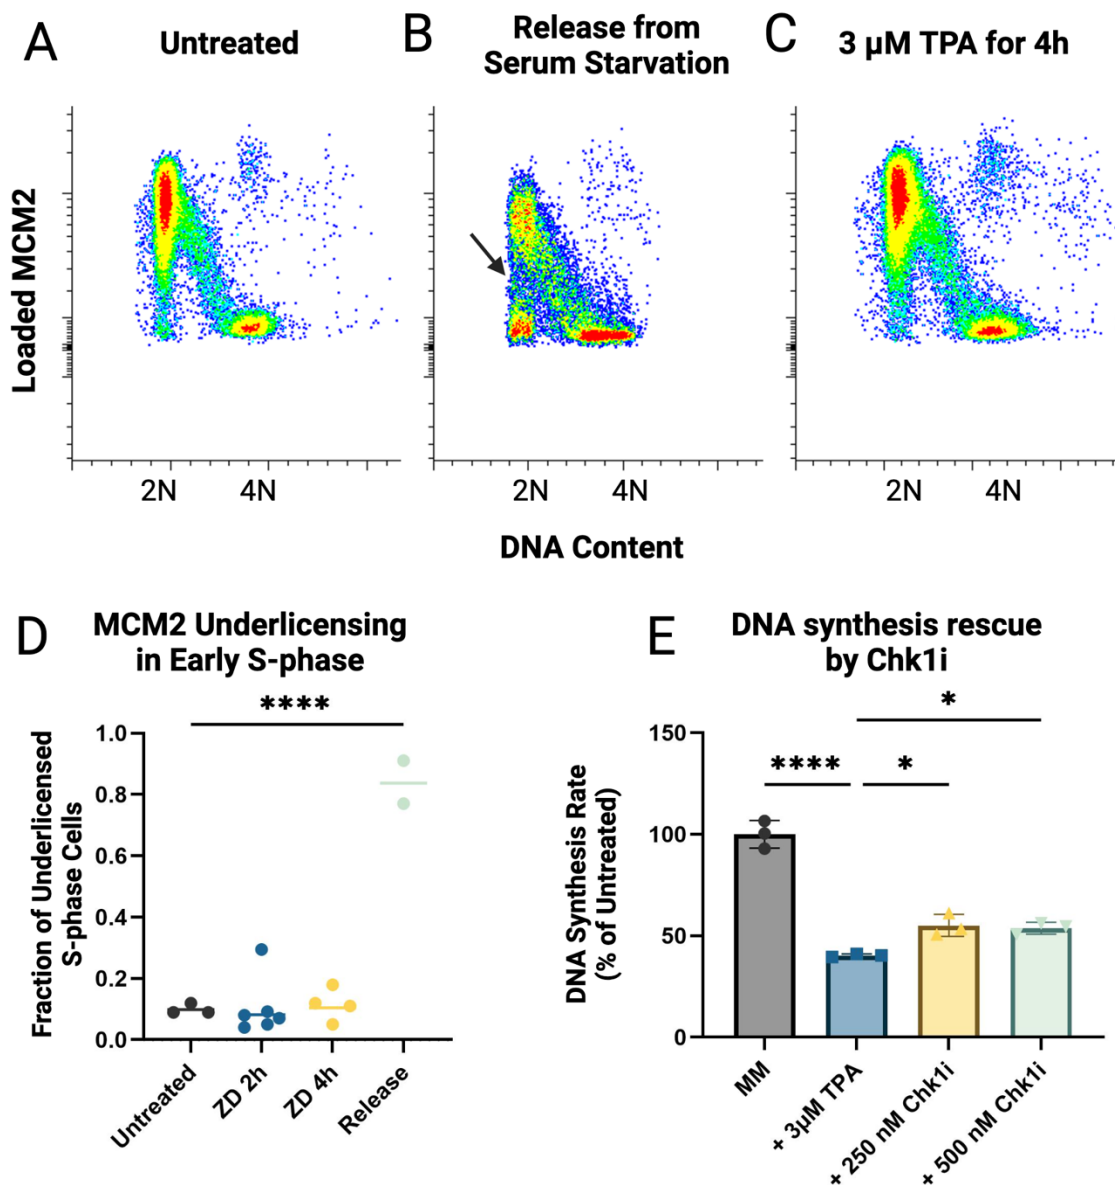 A
Untreated
B
Release from
Serum Starvation
C
3 µM TPA for 4h
Loaded MCM2
2N
4N
2N
4N
2N
4N
DNA Content
D
MCM2 Underlicensing
in Early S-phase
****
Fraction of Underlicensed
S-phase Cells
1.0
0.8
0.6
0.4
0.2
0.0
Untreated
ZD 2h
ZD 4h
Release
E
DNA synthesis rescue
by Chk1i
*
****
*
DNA Synthesis Rate
(% of Untreated)
150
100
50
0
MM
+ 3µM TPA
+ 250 nM Chk1i
+ 500 nM Chk1i